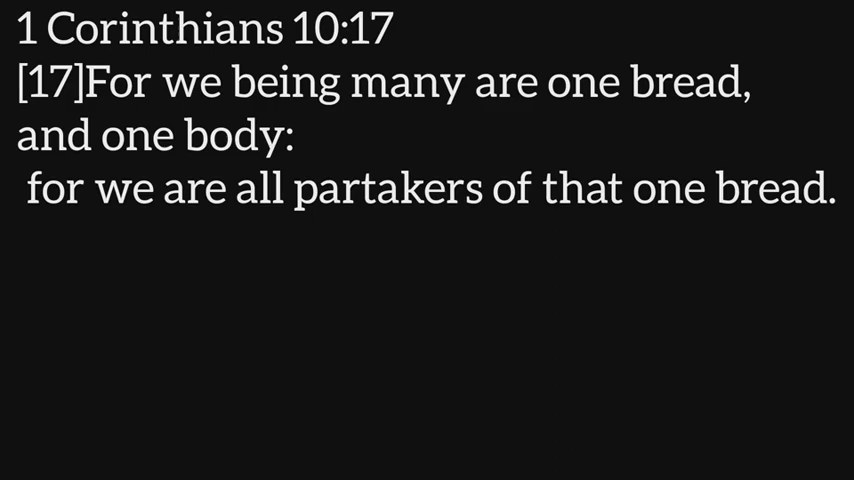 1 Corinthians 10:17
[17]For we being many are one bread,
and one body:
for we are all partakers of that one bread.